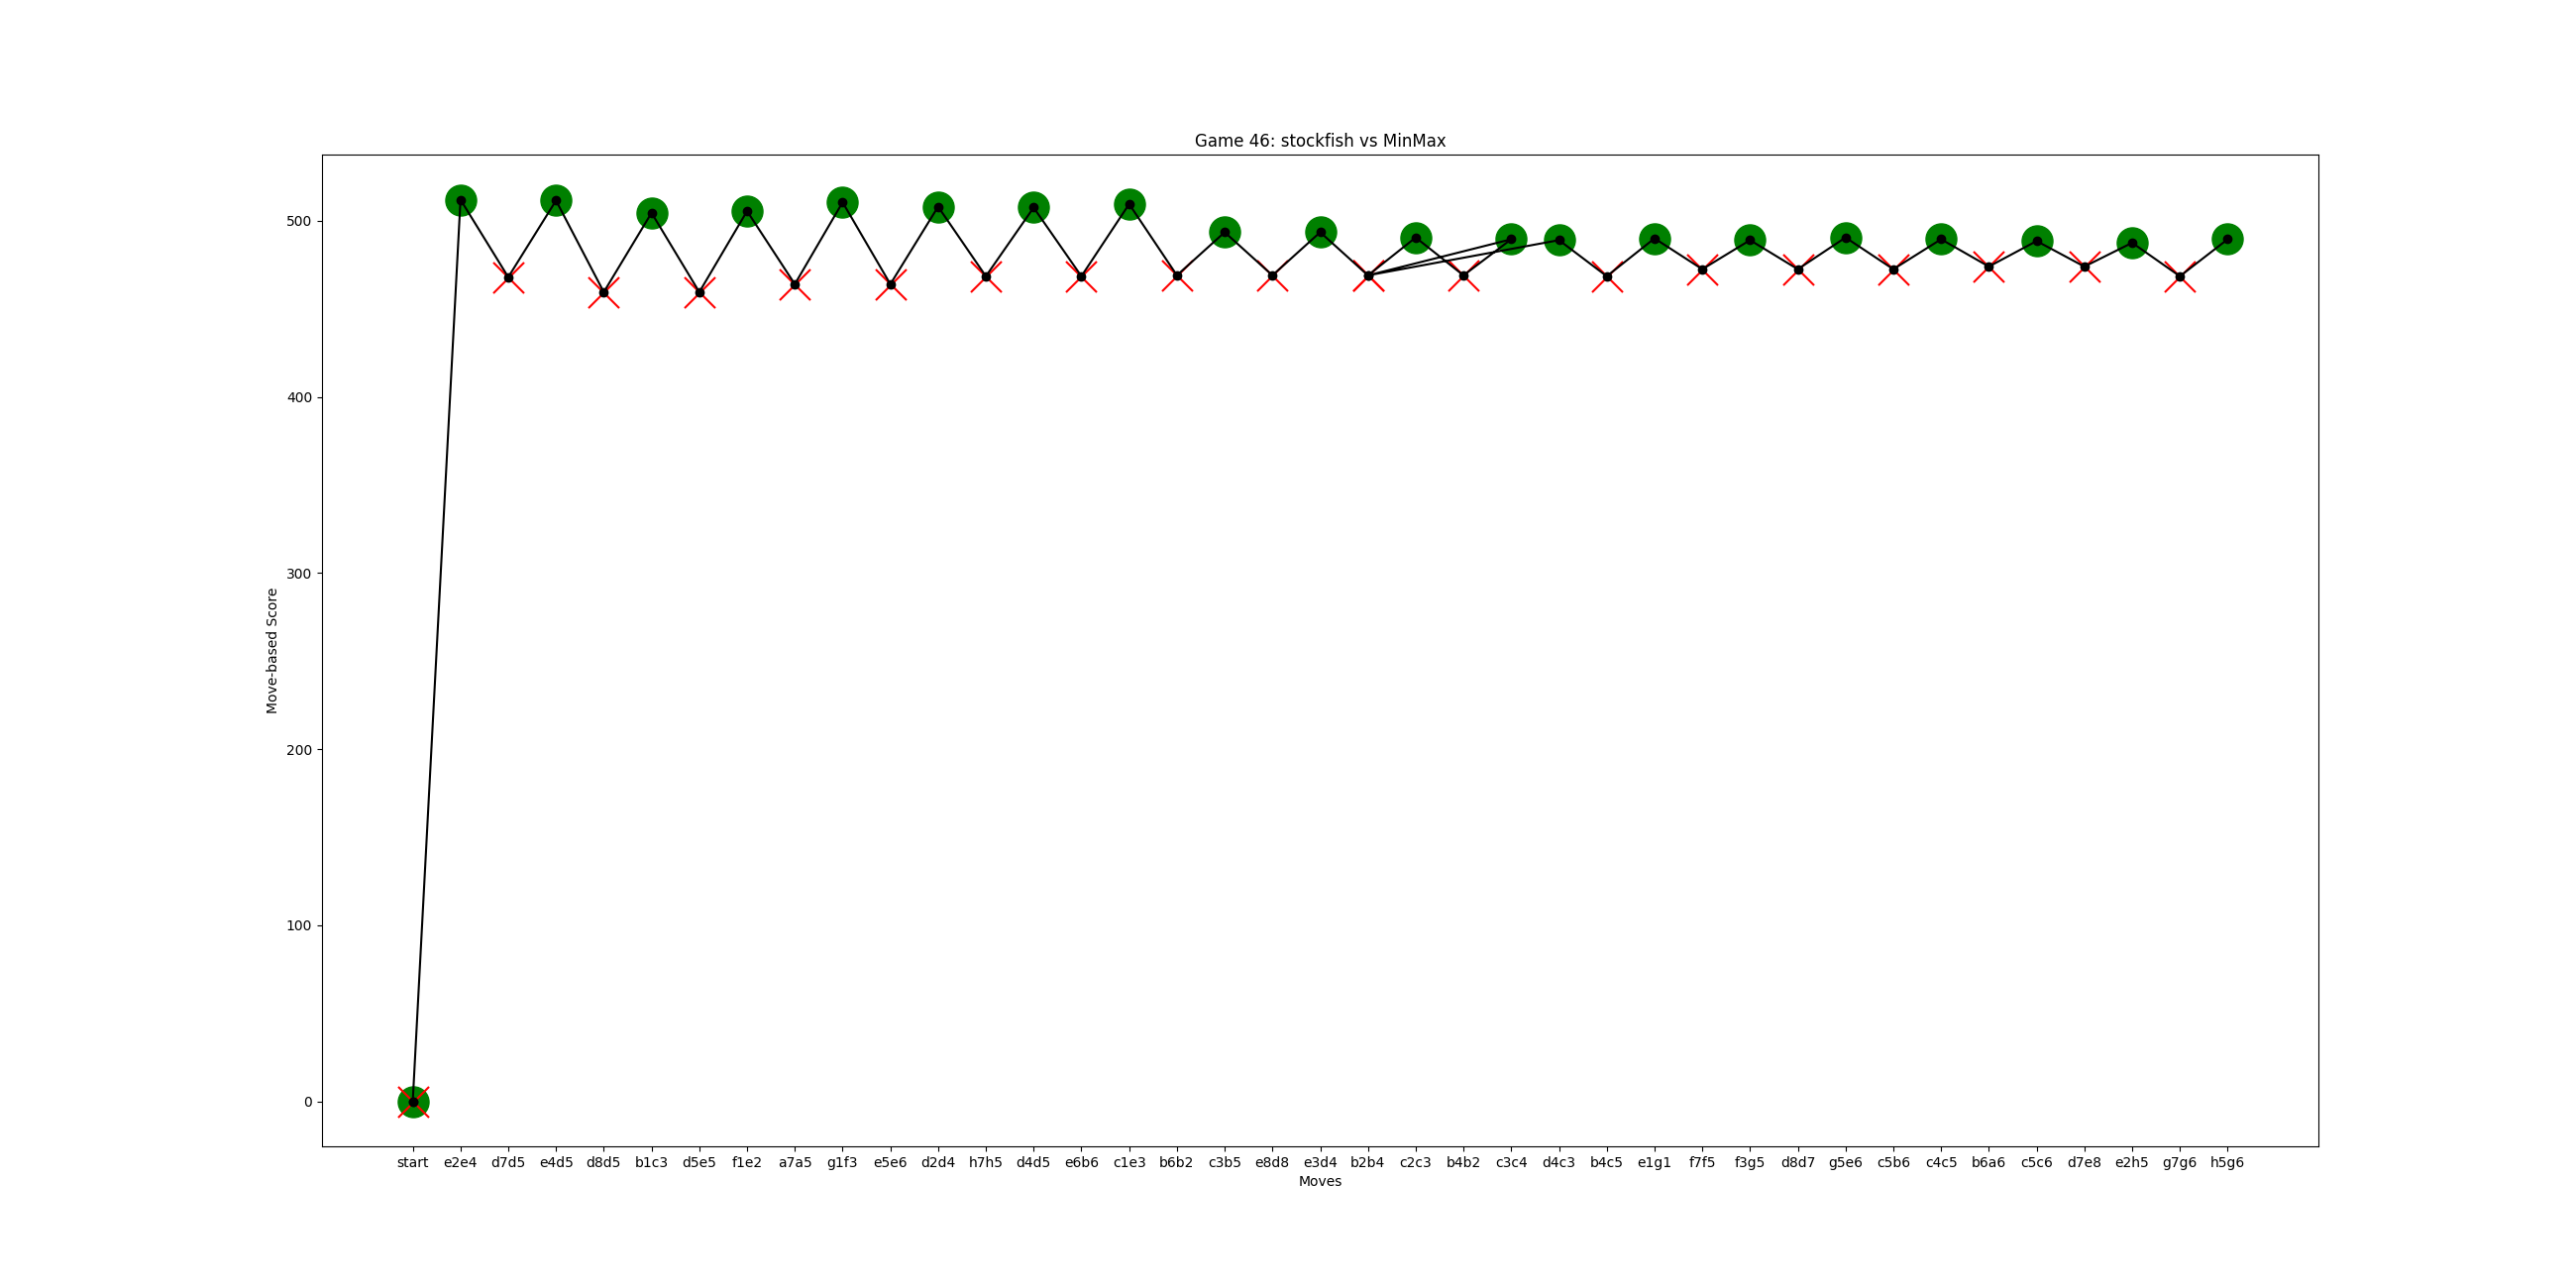 Game 46: stockfish vs MinMax
500
400
300
200
100
0
Move-based Score
start e2e4 d7d5 e4d5 d8d5 b1c3 d5e5 f1e2 a7a5 g1f3 e5e6 d2d4 h7h5 d4d5 e6b6 c1e3 b6b2 c3b5 e8d8 e3d4 b2b4 c2c3 b4b2 c3c4 d4c3 b4c5 e1g1 f7f5 f3g5 d8d7 g5e6 c5b6 c4c5 b6a6 c5c6 d7e8 e2h5 g7g6 h5g6
Moves